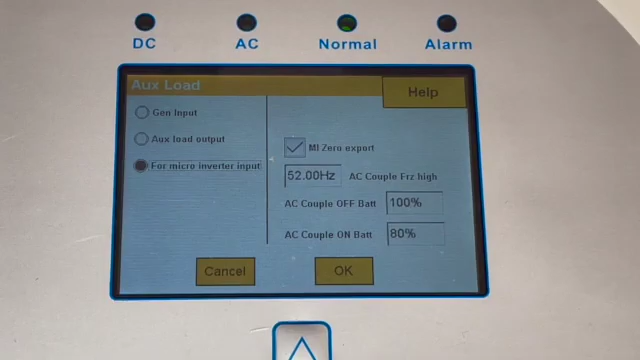 DC AC Normal Alarm
Aux Load
Help
Gen Input
Aux load output
For micro inverter input
MI Zero export
52.00Hz AC Couple Frz high
AC Couple OFF Batt 100%
AC Couple ON Batt 80%
Cancel OK